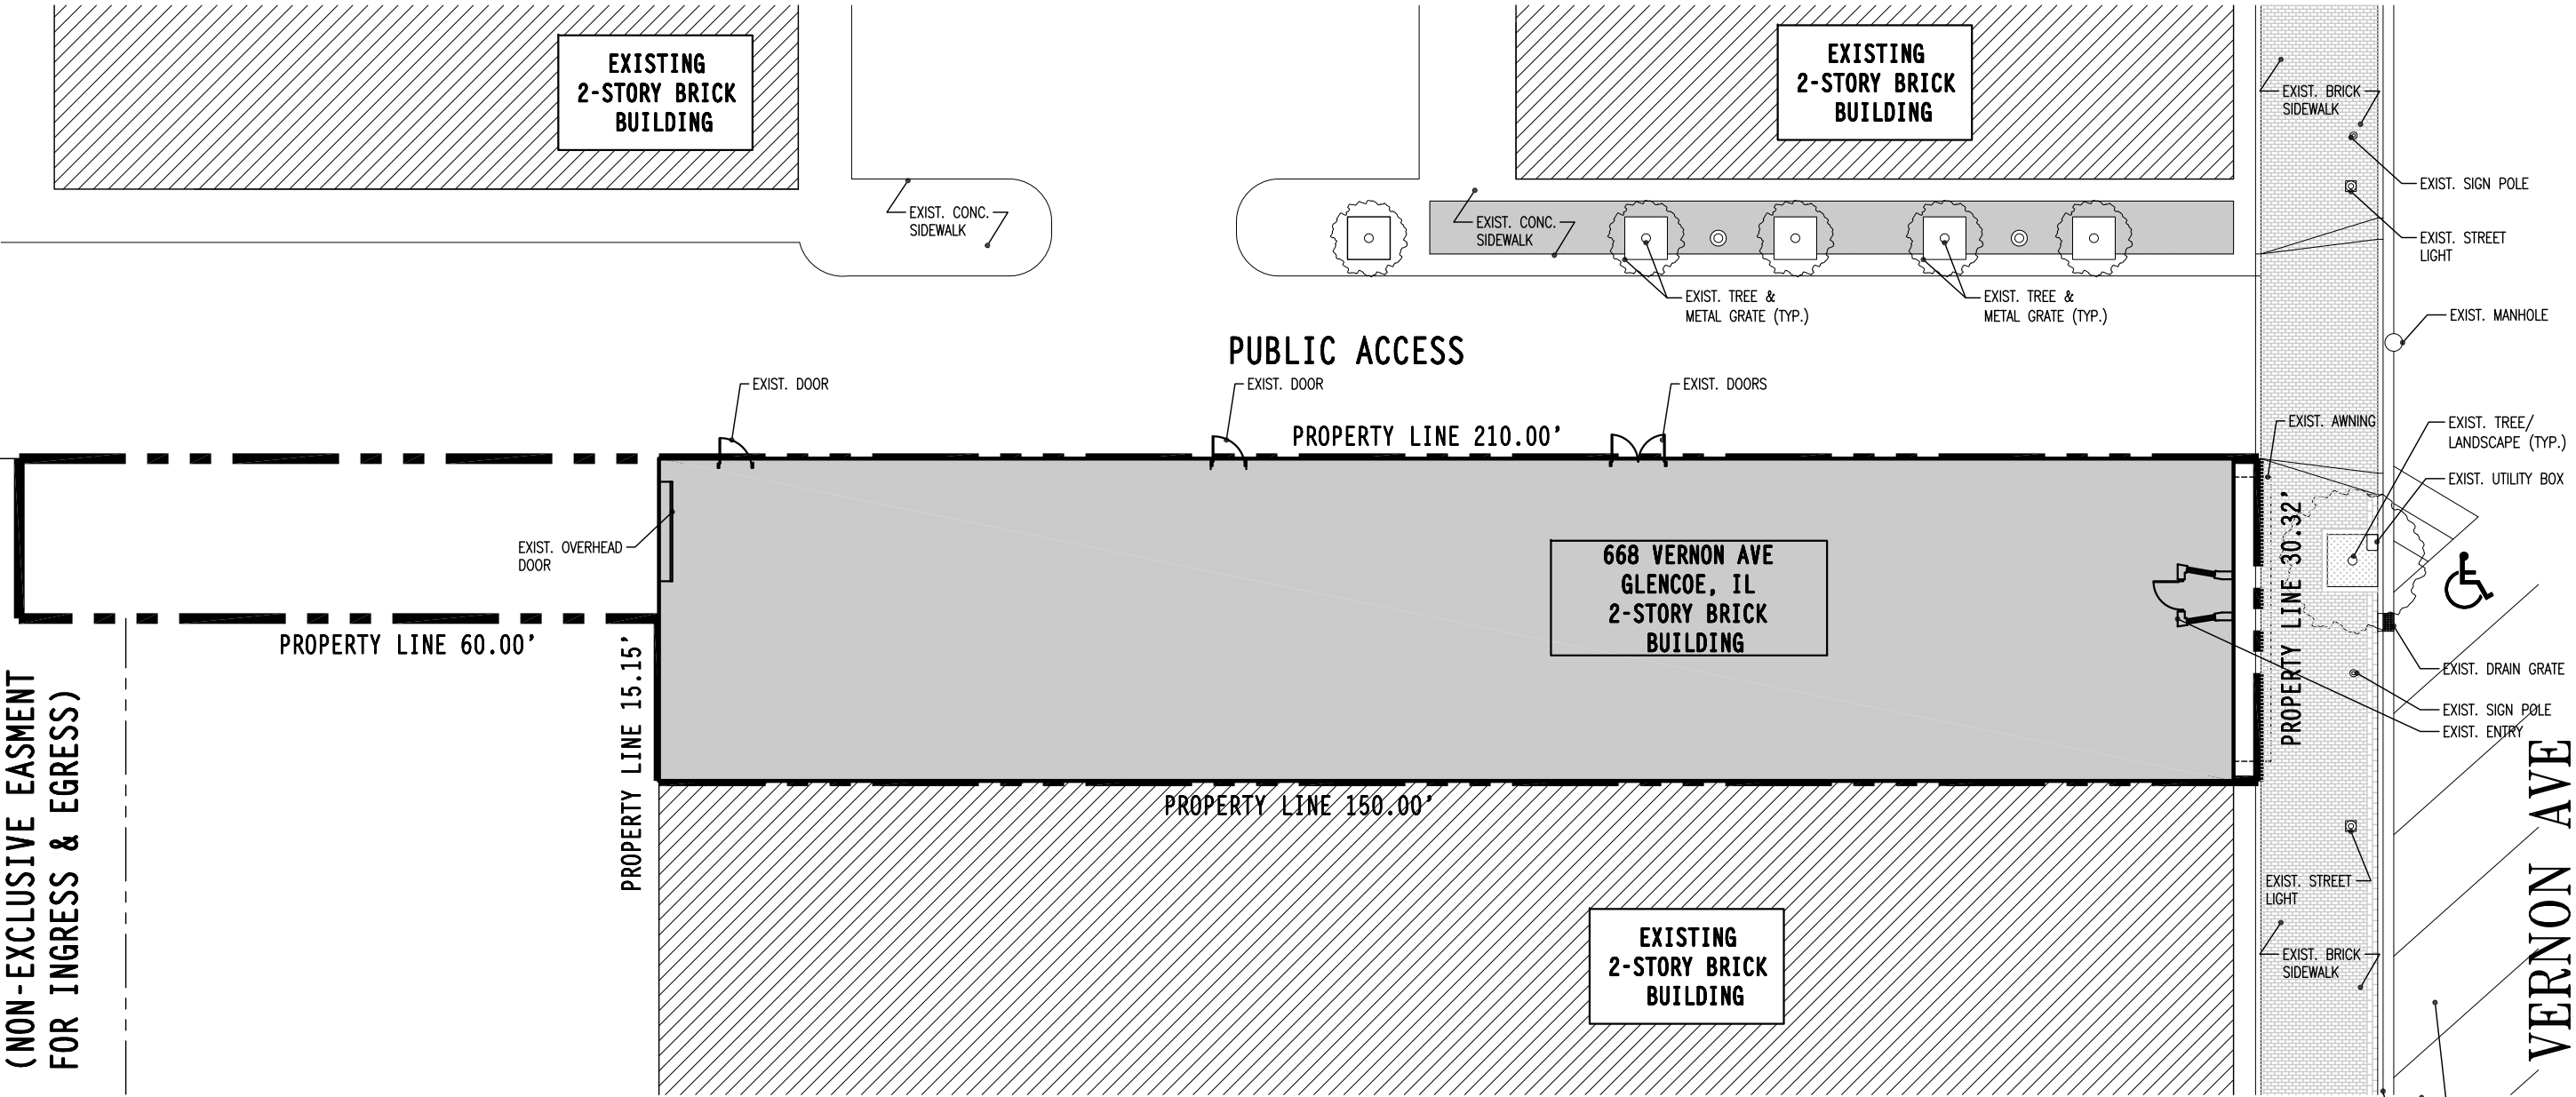 EXISTING
2-STORY BRICK
BUILDING
EXISTING
2-STORY BRICK
BUILDING
EXIST. BRICK
SIDEWALK
EXIST. SIGN POLE
EXIST. CONC.
SIDEWALK
EXIST. CONC.
SIDEWALK
EXIST. STREET
LIGHT
EXIST. TREE &
METAL GRATE (TYP.)
EXIST. TREE &
METAL GRATE (TYP.)
EXIST. MANHOLE
PUBLIC ACCESS
EXIST. DOOR
EXIST. DOOR
EXIST. DOORS
PROPERTY LINE 210.00'
EXIST. AWNING
EXIST. TREE/
LANDSCAPE (TYP.)
EXIST. UTILITY BOX
EXIST. OVERHEAD
DOOR
668 VERNON AVE
GLENCOE, IL
2-STORY BRICK
BUILDING
PROPERTY LINE 30.32'
PROPERTY LINE 60.00'
PROPERTY LINE 15.15'
EXIST. DRAIN GRATE
EXIST. SIGN POLE
EXIST. ENTRY
(NON-EXCLUSIVE EASMENT
FOR INGRESS & EGRESS)
PROPERTY LINE 150.00'
VERNON AVE
EXIST. STREET
LIGHT
EXISTING
2-STORY BRICK
BUILDING
EXIST. BRICK
SIDEWALK